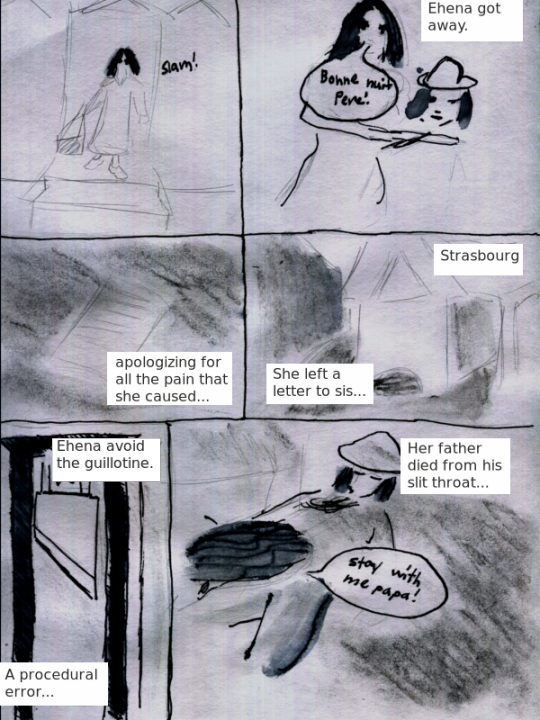 slam!
Ehena got
away.
Bonne nuit
Pere!
apologizing for
all the pain that
she caused...
Strasbourg
She left a
letter to sis...
Ehena avoid
the guillotine.
A procedural
error...
Her father
died from his
slit throat...
stay with
me papa!